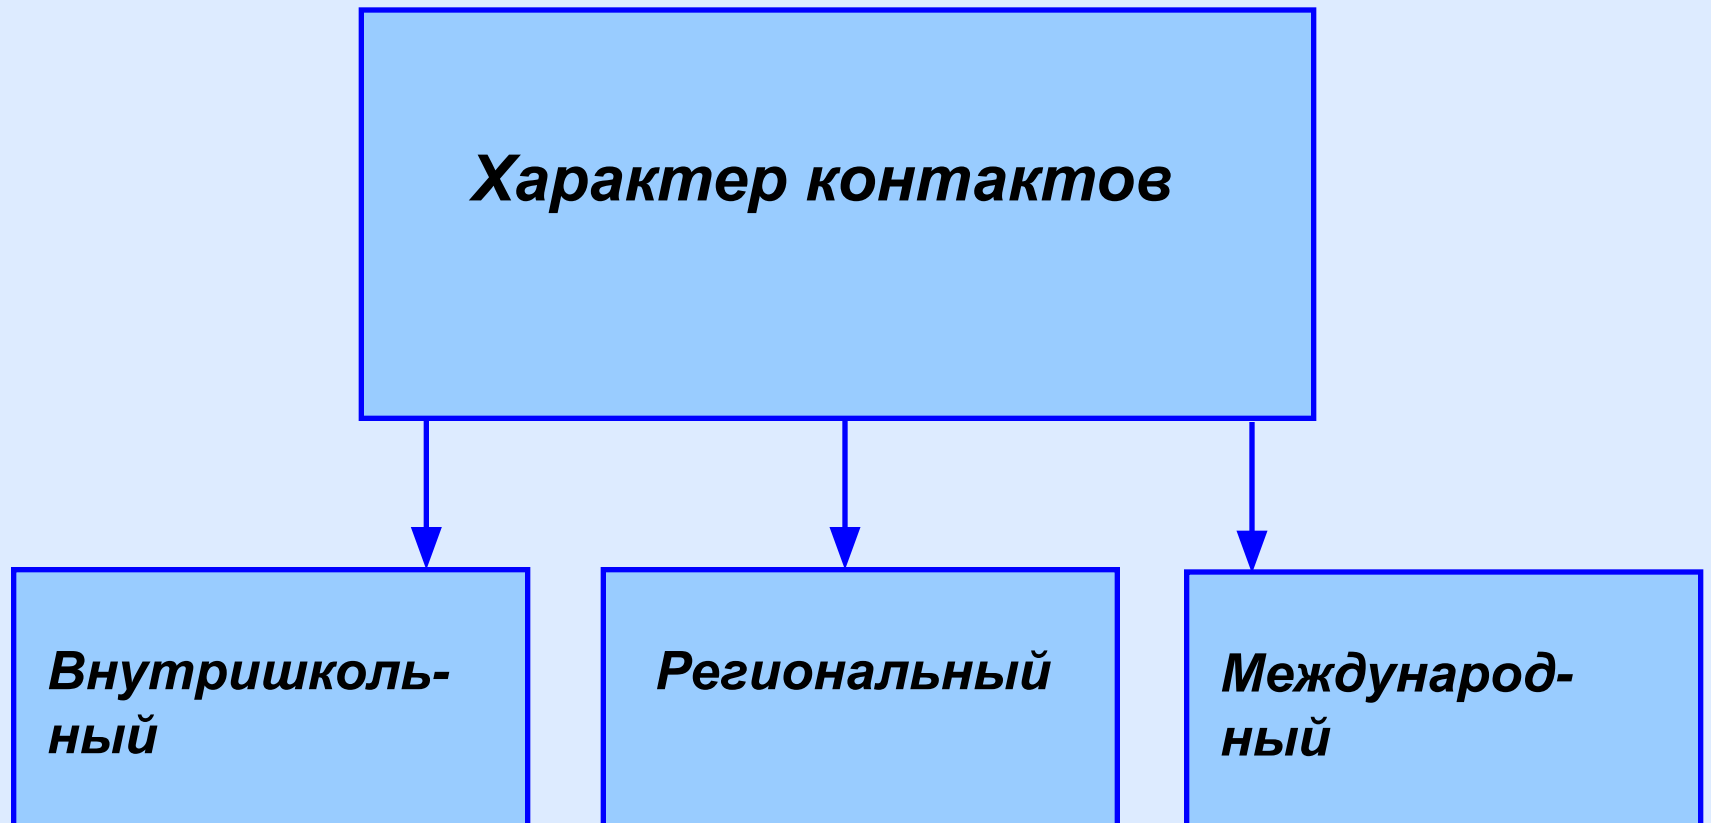 Характер контактов
Внутришколь-
ный
Региональный
Международ-
ный